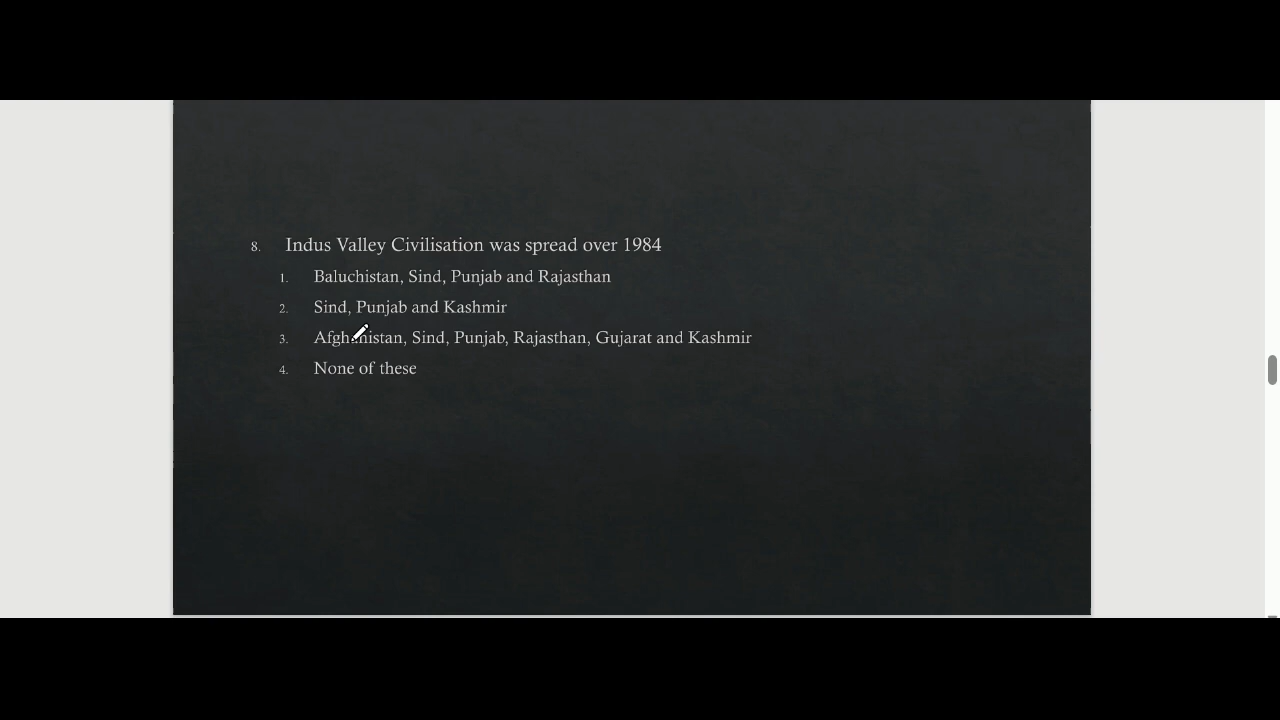 8. Indus Valley Civilisation was spread over 1984
1. Baluchistan, Sind, Punjab and Rajasthan
2. Sind, Punjab and Kashmir
3. Afghanistan, Sind, Punjab, Rajasthan, Gujarat and Kashmir
4. None of these